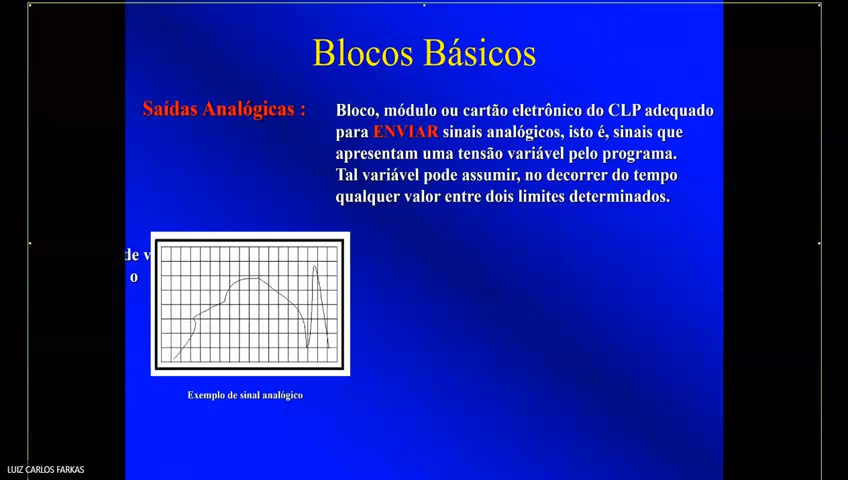 Blocos Básicos
Saídas Analógicas :
Bloco, módulo ou cartão eletrônico do CLP adequado
para ENVIAR sinais analógicos, isto é, sinais que
apresentam uma tensão variável pelo programa.
Tal variável pode assumir, no decorrer do tempo
qualquer valor entre dois limites determinados.
de v
o
Exemplo de sinal analógico
LUIZ CARLOS FARKAS